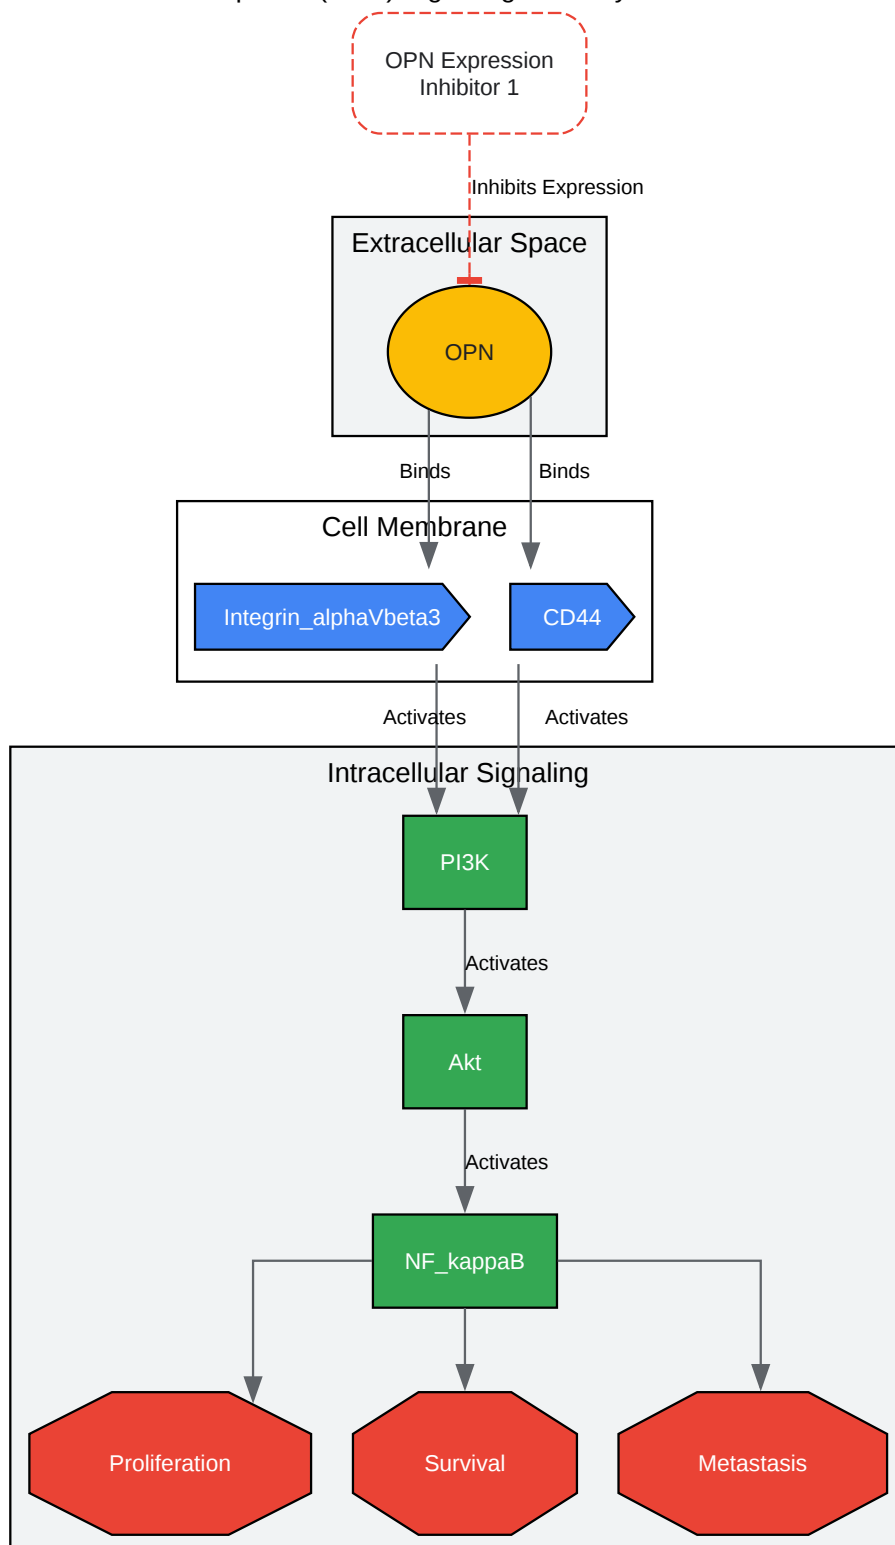 OPN Expression
Inhibitor 1
Inhibits Expression
Extracellular Space
OPN
Binds Binds
Cell Membrane
Integrin_alphaVbeta3 CD44
Activates Activates
Intracellular Signaling
PI3K
Activates
Akt
Activates
NF_kappaB
Proliferation Survival Metastasis